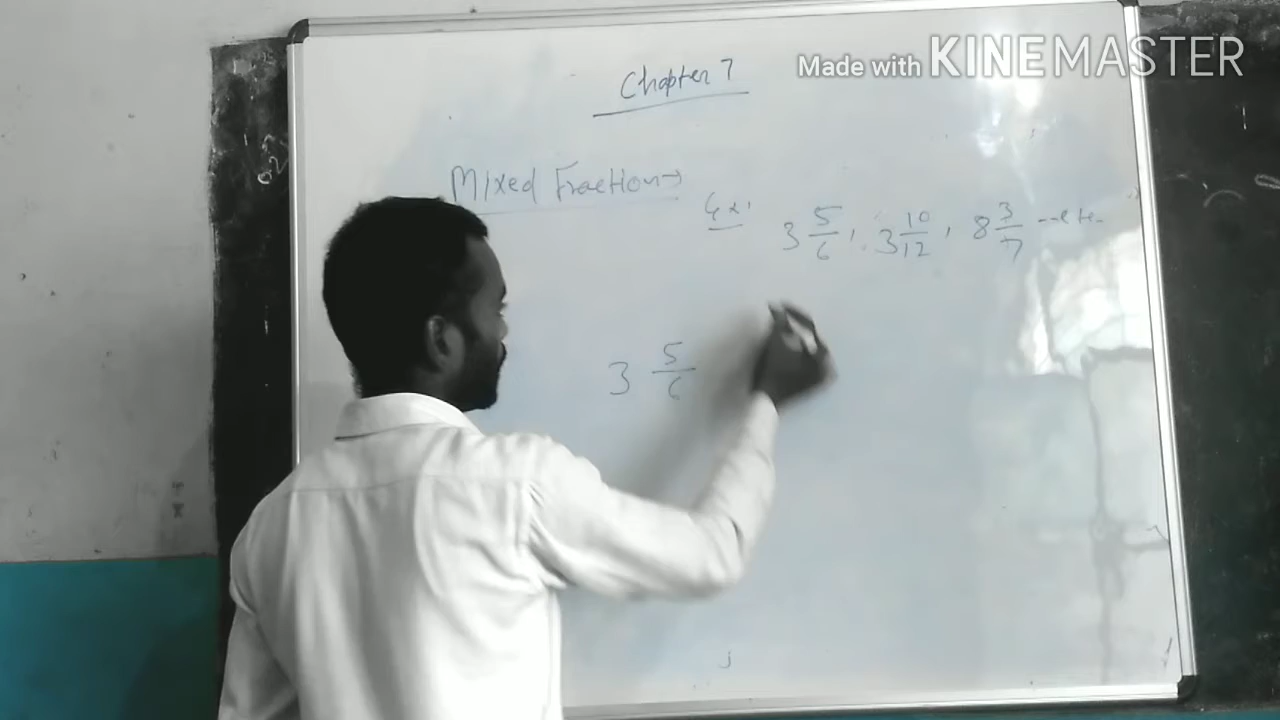 Made with KINEMASTER
Chapter 7
Mixed Fraction→
Ex: 3 5/6, 3 10/12, 8 3/7
3 5/6